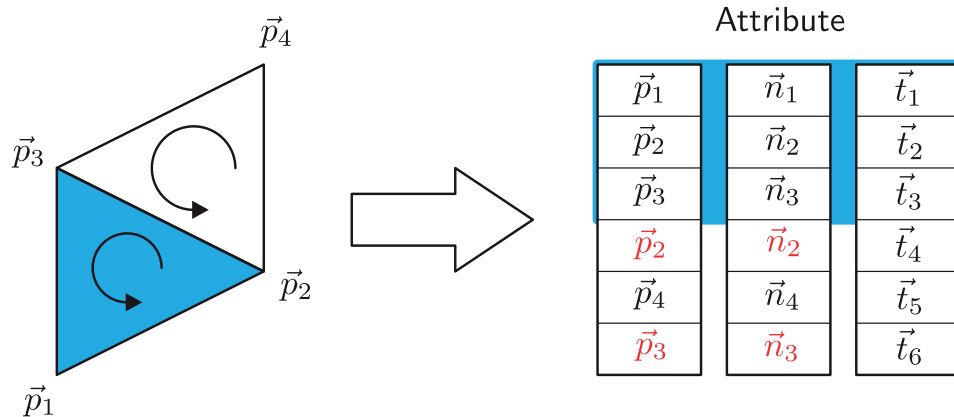 Attribute
p⃗₄
p⃗₃
p⃗₂
p⃗₁
p⃗₁ n⃗₁ t⃗₁
p⃗₂ n⃗₂ t⃗₂
p⃗₃ n⃗₃ t⃗₃
p⃗₂ n⃗₂ t⃗₄
p⃗₄ n⃗₄ t⃗₅
p⃗₃ n⃗₃ t⃗₆